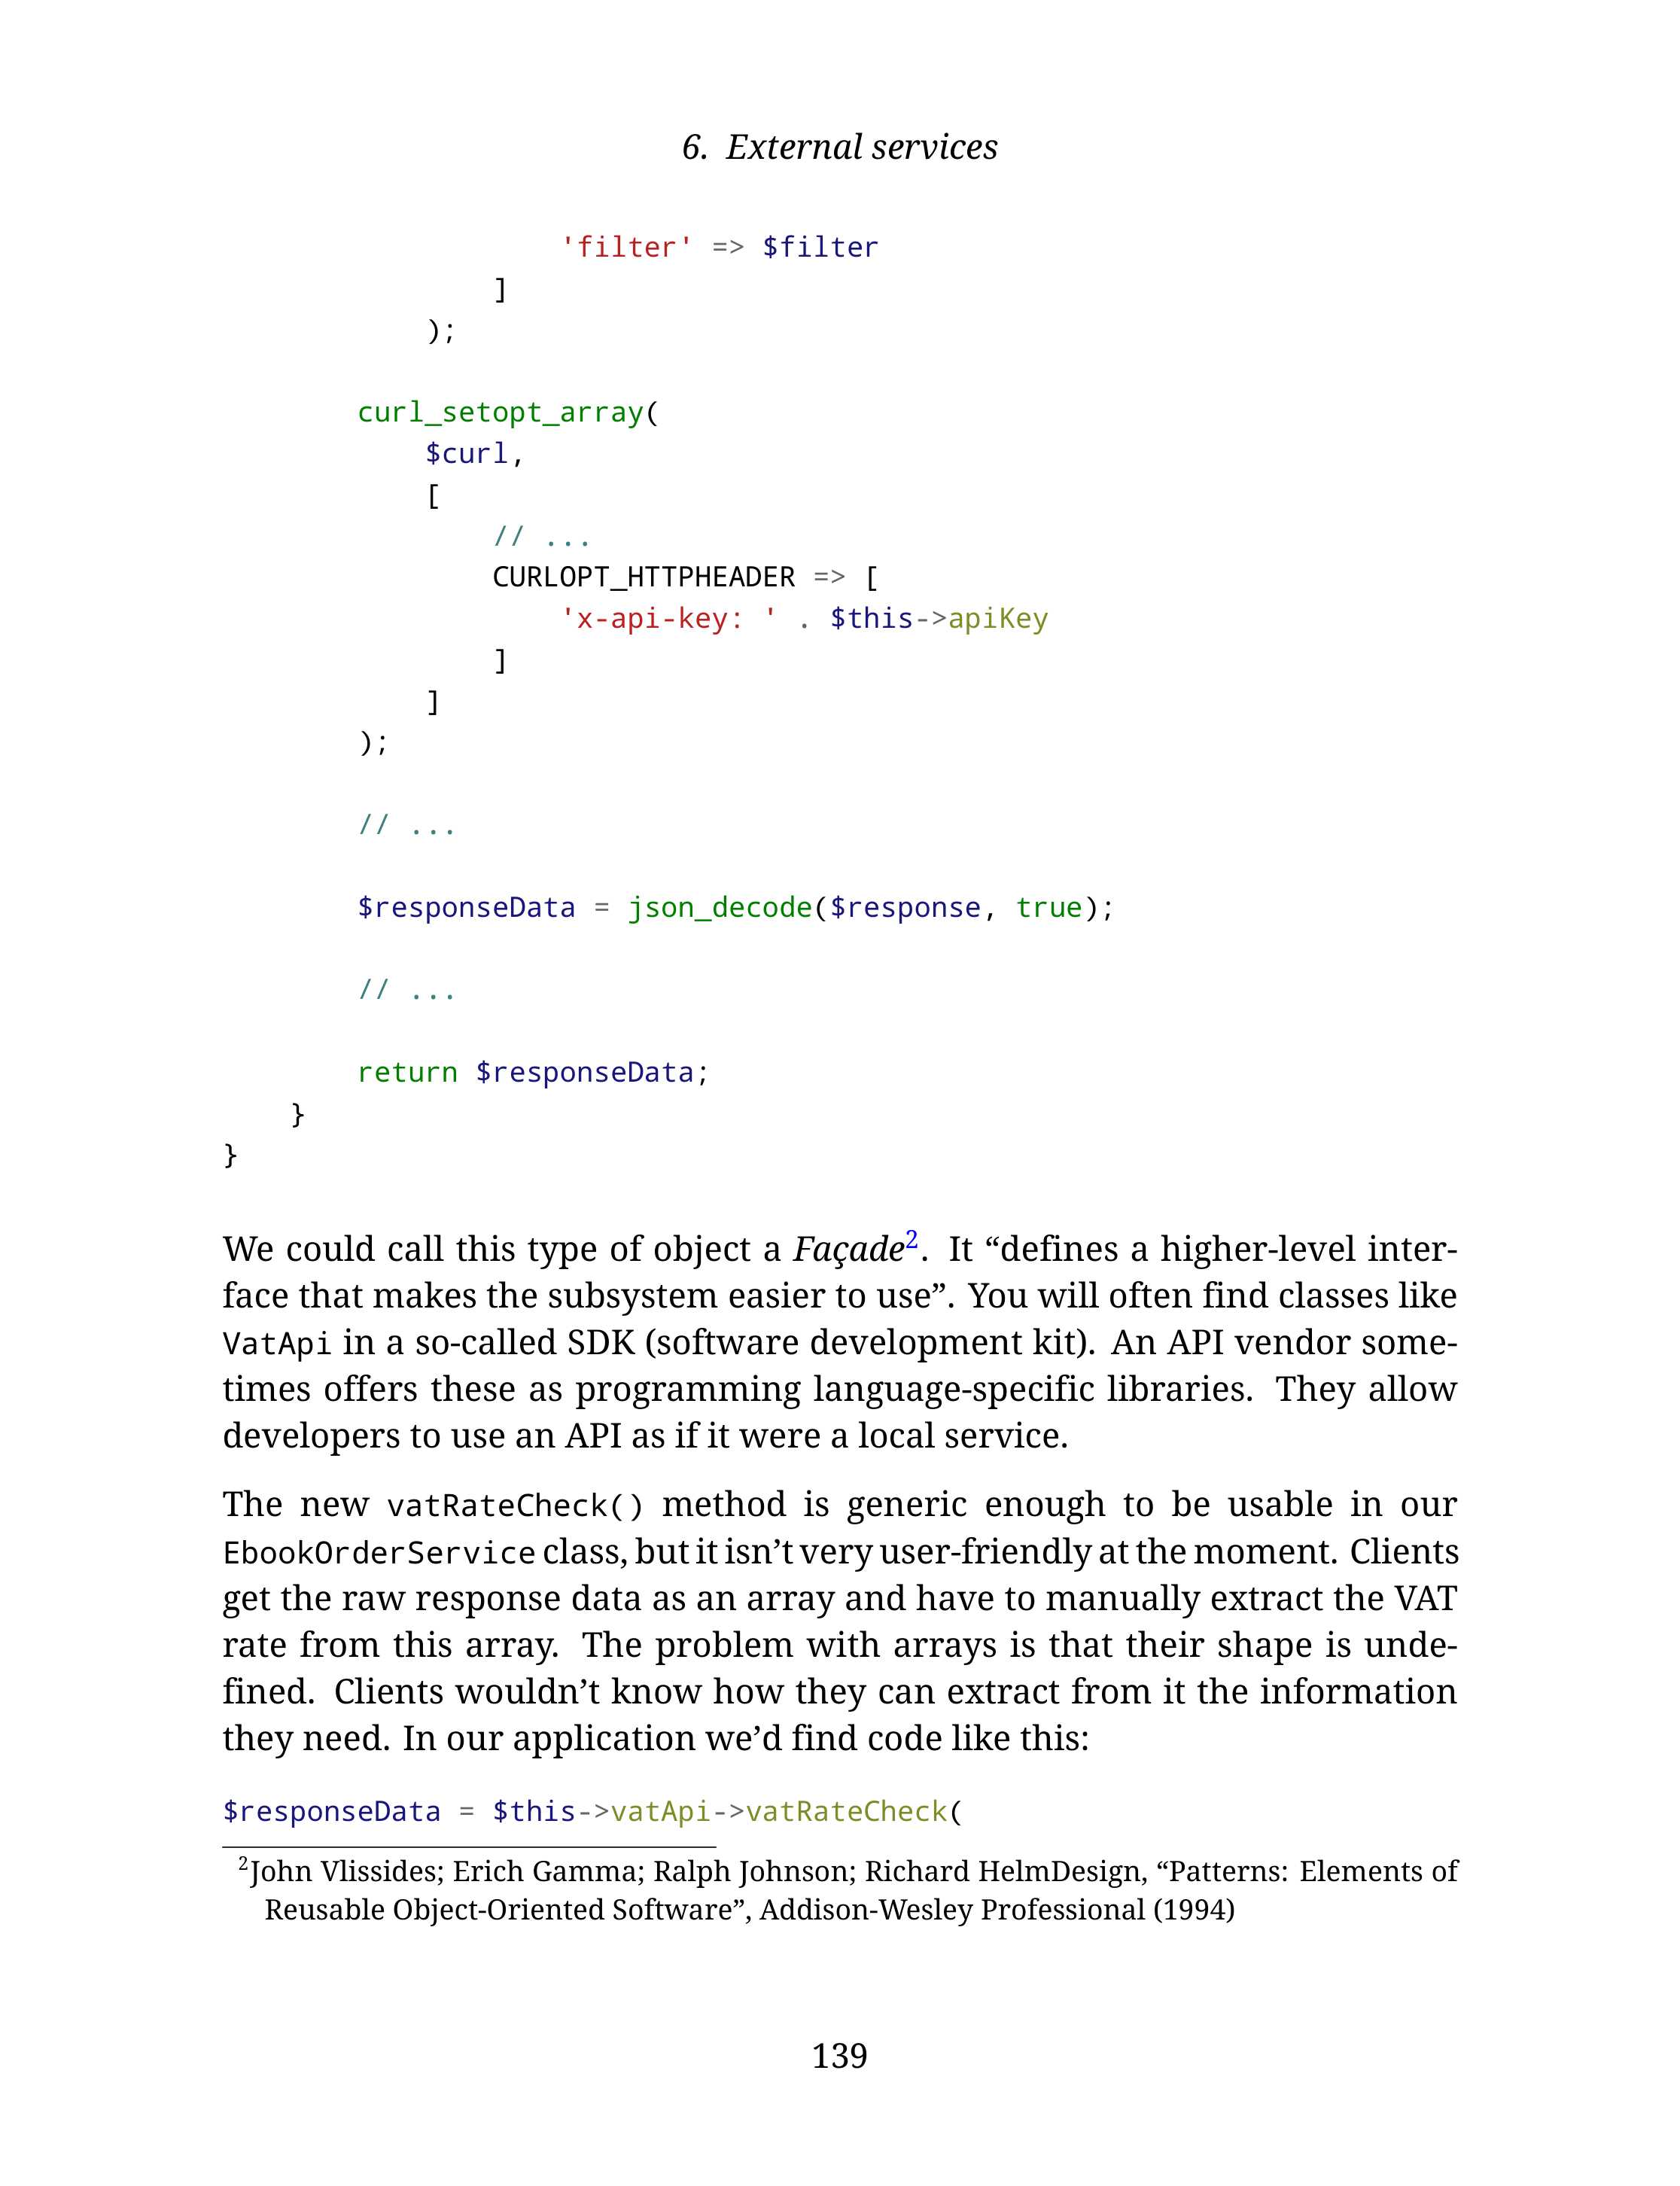 6. External services
                    'filter' => $filter
                ]
            );
        curl_setopt_array(
            $curl,
            [
                // ...
                CURLOPT_HTTPHEADER => [
                    'x-api-key: ' . $this->apiKey
                ]
            ]
        );
        // ...
        $responseData = json_decode($response, true);
        // ...
        return $responseData;
    }
}
We could call this type of object a Façade2. It “defines a higher-level inter-
face that makes the subsystem easier to use”. You will often find classes like
VatApi in a so-called SDK (software development kit). An API vendor some-
times offers these as programming language-specific libraries. They allow
developers to use an API as if it were a local service.
The new vatRateCheck() method is generic enough to be usable in our
EbookOrderService class, but it isn’t very user-friendly at the moment. Clients
get the raw response data as an array and have to manually extract the VAT
rate from this array. The problem with arrays is that their shape is unde-
fined. Clients wouldn’t know how they can extract from it the information
they need. In our application we’d find code like this:
$responseData = $this->vatApi->vatRateCheck(
2John Vlissides; Erich Gamma; Ralph Johnson; Richard HelmDesign, “Patterns: Elements of
Reusable Object-Oriented Software”, Addison-Wesley Professional (1994)
139